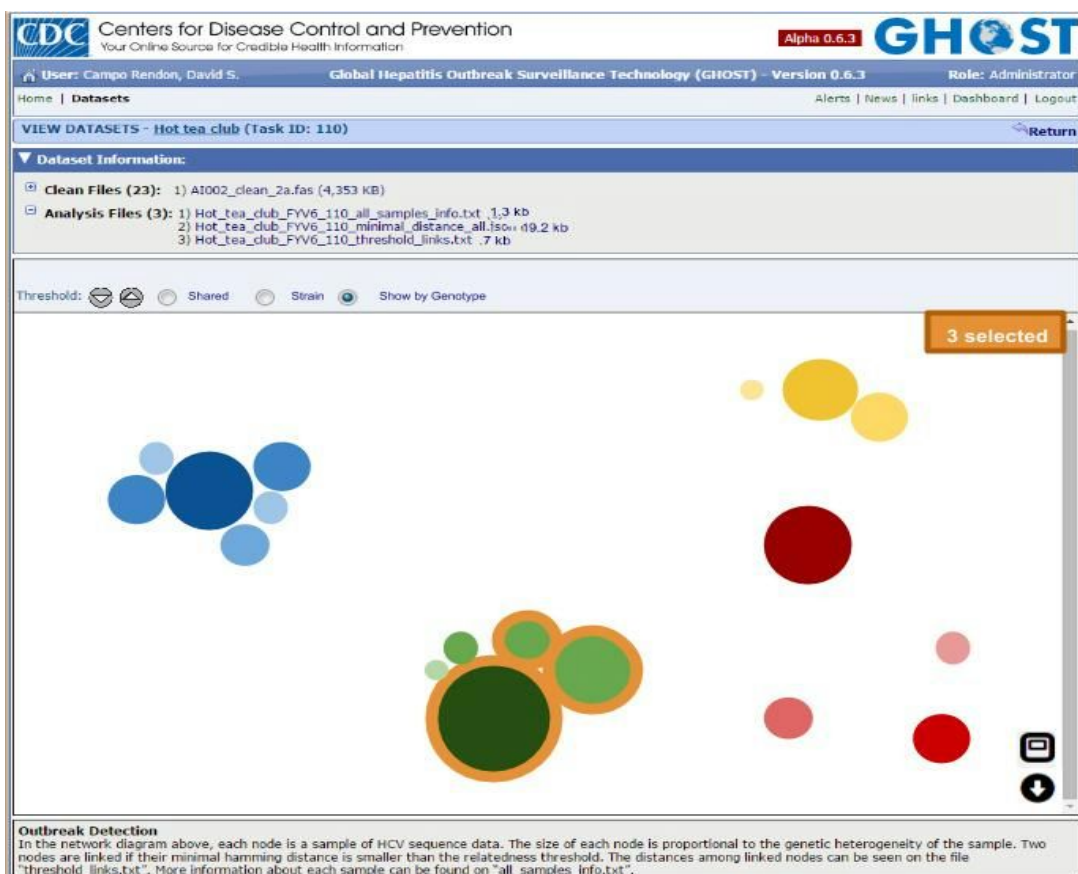 CDC Centers for Disease Control and Prevention
Your Online Source for Credible Health Information
Alpha 0.6.3 GHOST
User: Campo Rendon, David S. Global Hepatitis Outbreak Surveillance Technology (GHOST) - Version 0.6.3 Role: Administrator
Home | Datasets Alerts | News | links | Dashboard | Logout
VIEW DATASETS - Hot tea club (Task ID: 110) Return
Dataset Information:
Clean Files (23): 1) AI002_clean_2a.fas (4,353 KB)
Analysis Files (3): 1) Hot_tea_club_FYV6_110_all_samples_info.txt 1,3 kb
2) Hot_tea_club_FYV6_110_minimal_distance_all.json 49.2 kb
3) Hot_tea_club_FYV6_110_threshold_links.txt .7 kb
Threshold: Shared Strain Show by Genotype
3 selected
Outbreak Detection
In the network diagram above, each node is a sample of HCV sequence data. The size of each node is proportional to the genetic heterogeneity of the sample. Two
nodes are linked if their minimal hamming distance is smaller than the relatedness threshold. The distances among linked nodes can be seen on the file
"threshold_links.txt". More information about each sample can be found on "all_samples_info.txt".